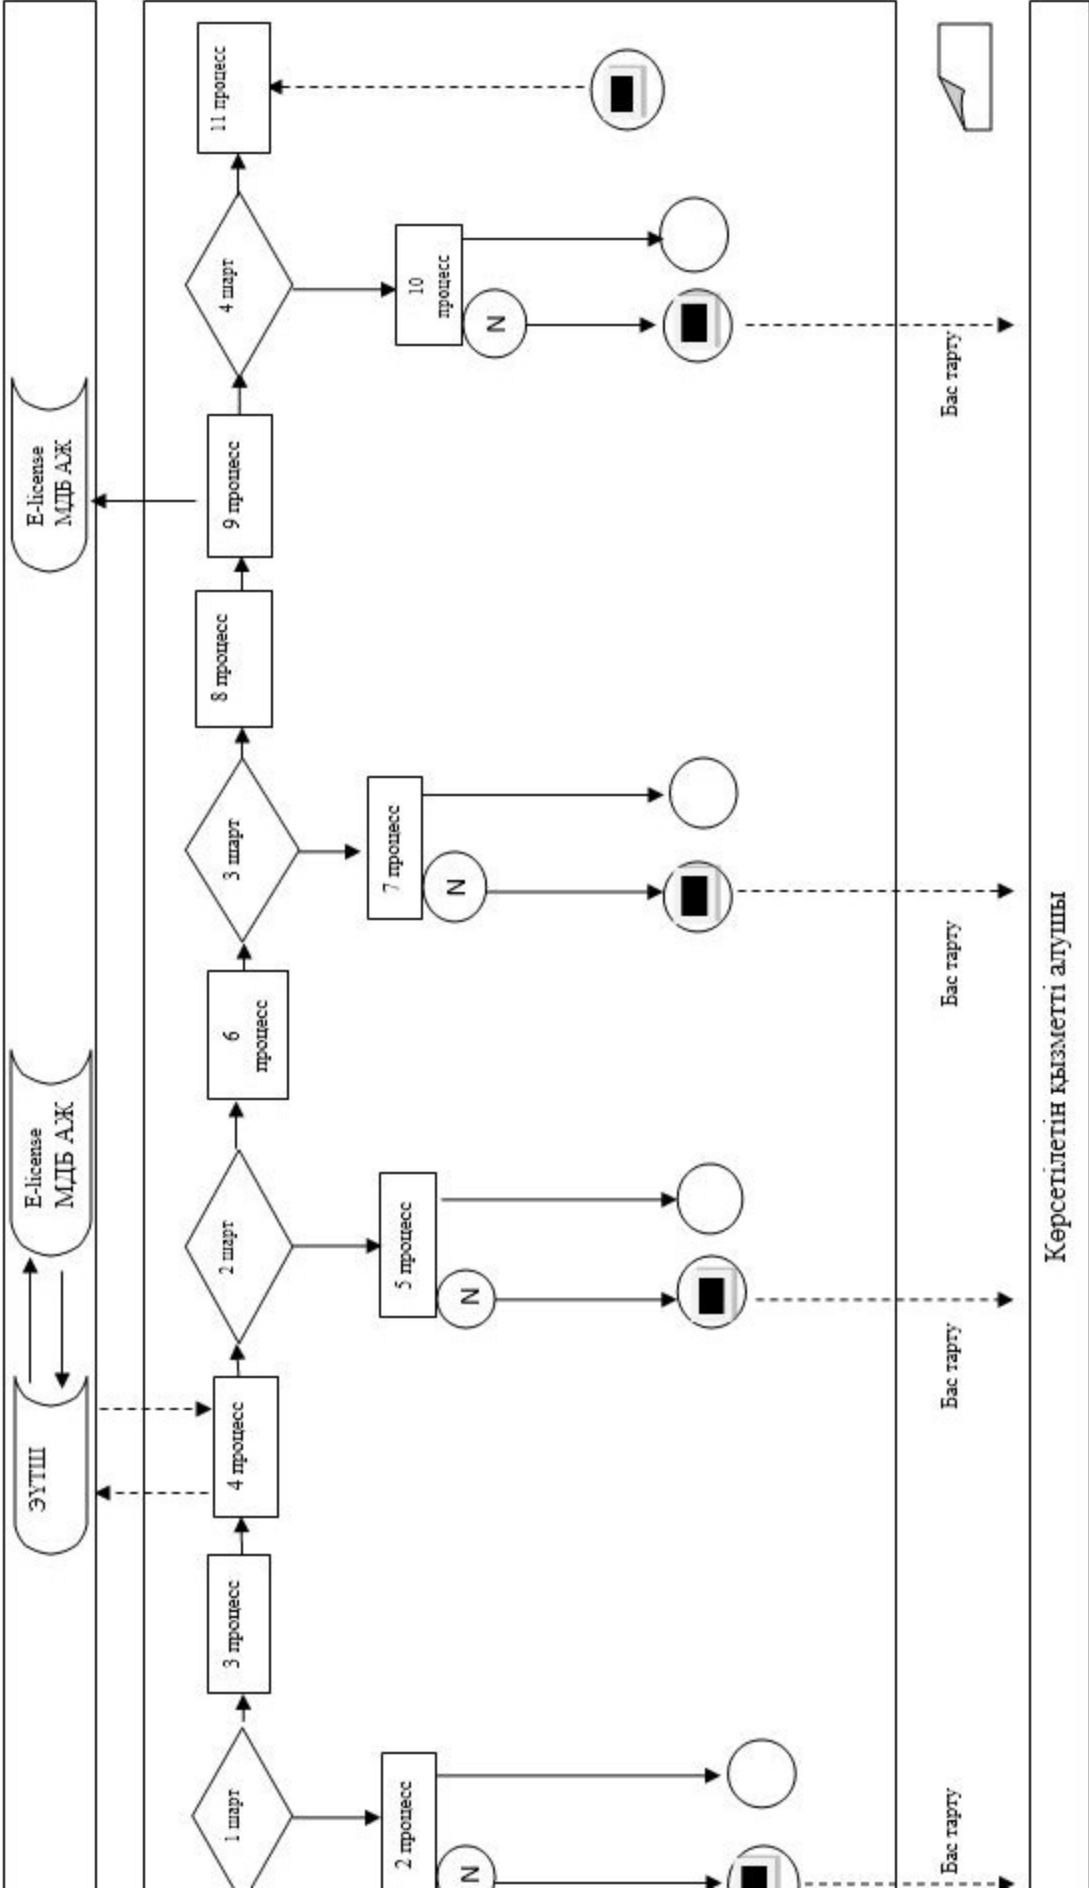 ЭҮТШ
E-license
МДБ АЖ
E-license
МДБ АЖ
1 шарт
3 процесс
4 процесс
2 шарт
6
процесс
3 шарт
8 процесс
9 процесс
4 шарт
11 процесс
2 процесс
N
5 процесс
N
7 процесс
N
10
процесс
N
Бас тарту
Бас тарту
Бас тарту
Бас тарту
Көрсетілетін қызметті алушы